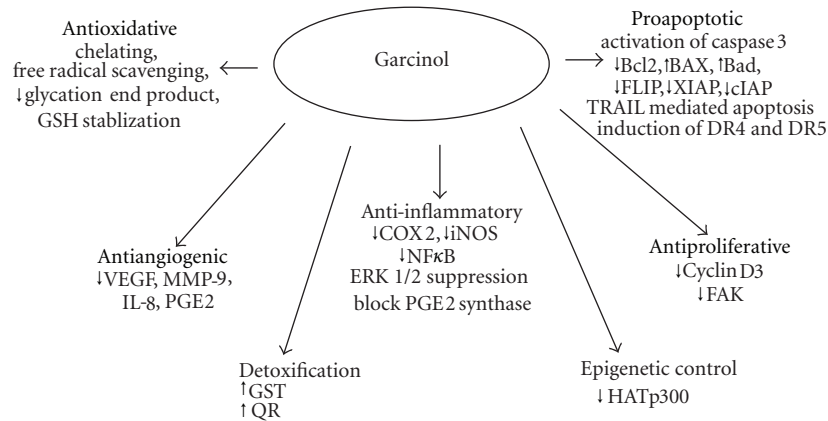 Garcinol
Antioxidative
chelating,
free radical scavenging,
↓glycation end product,
GSH stablization
Proapoptotic
activation of caspase 3
↓Bcl2,↑BAX, ↑Bad,
↓FLIP,↓XIAP,↓cIAP
TRAIL mediated apoptosis
induction of DR4 and DR5
Antiangiogenic
↓VEGF, MMP-9,
IL-8, PGE2
Anti-inflammatory
↓COX 2,↓iNOS
↓NFκB
ERK 1/2 suppression
block PGE2 synthase
Antiproliferative
↓Cyclin D3
↓FAK
Detoxification
↑GST
↑QR
Epigenetic control
↓HATp300